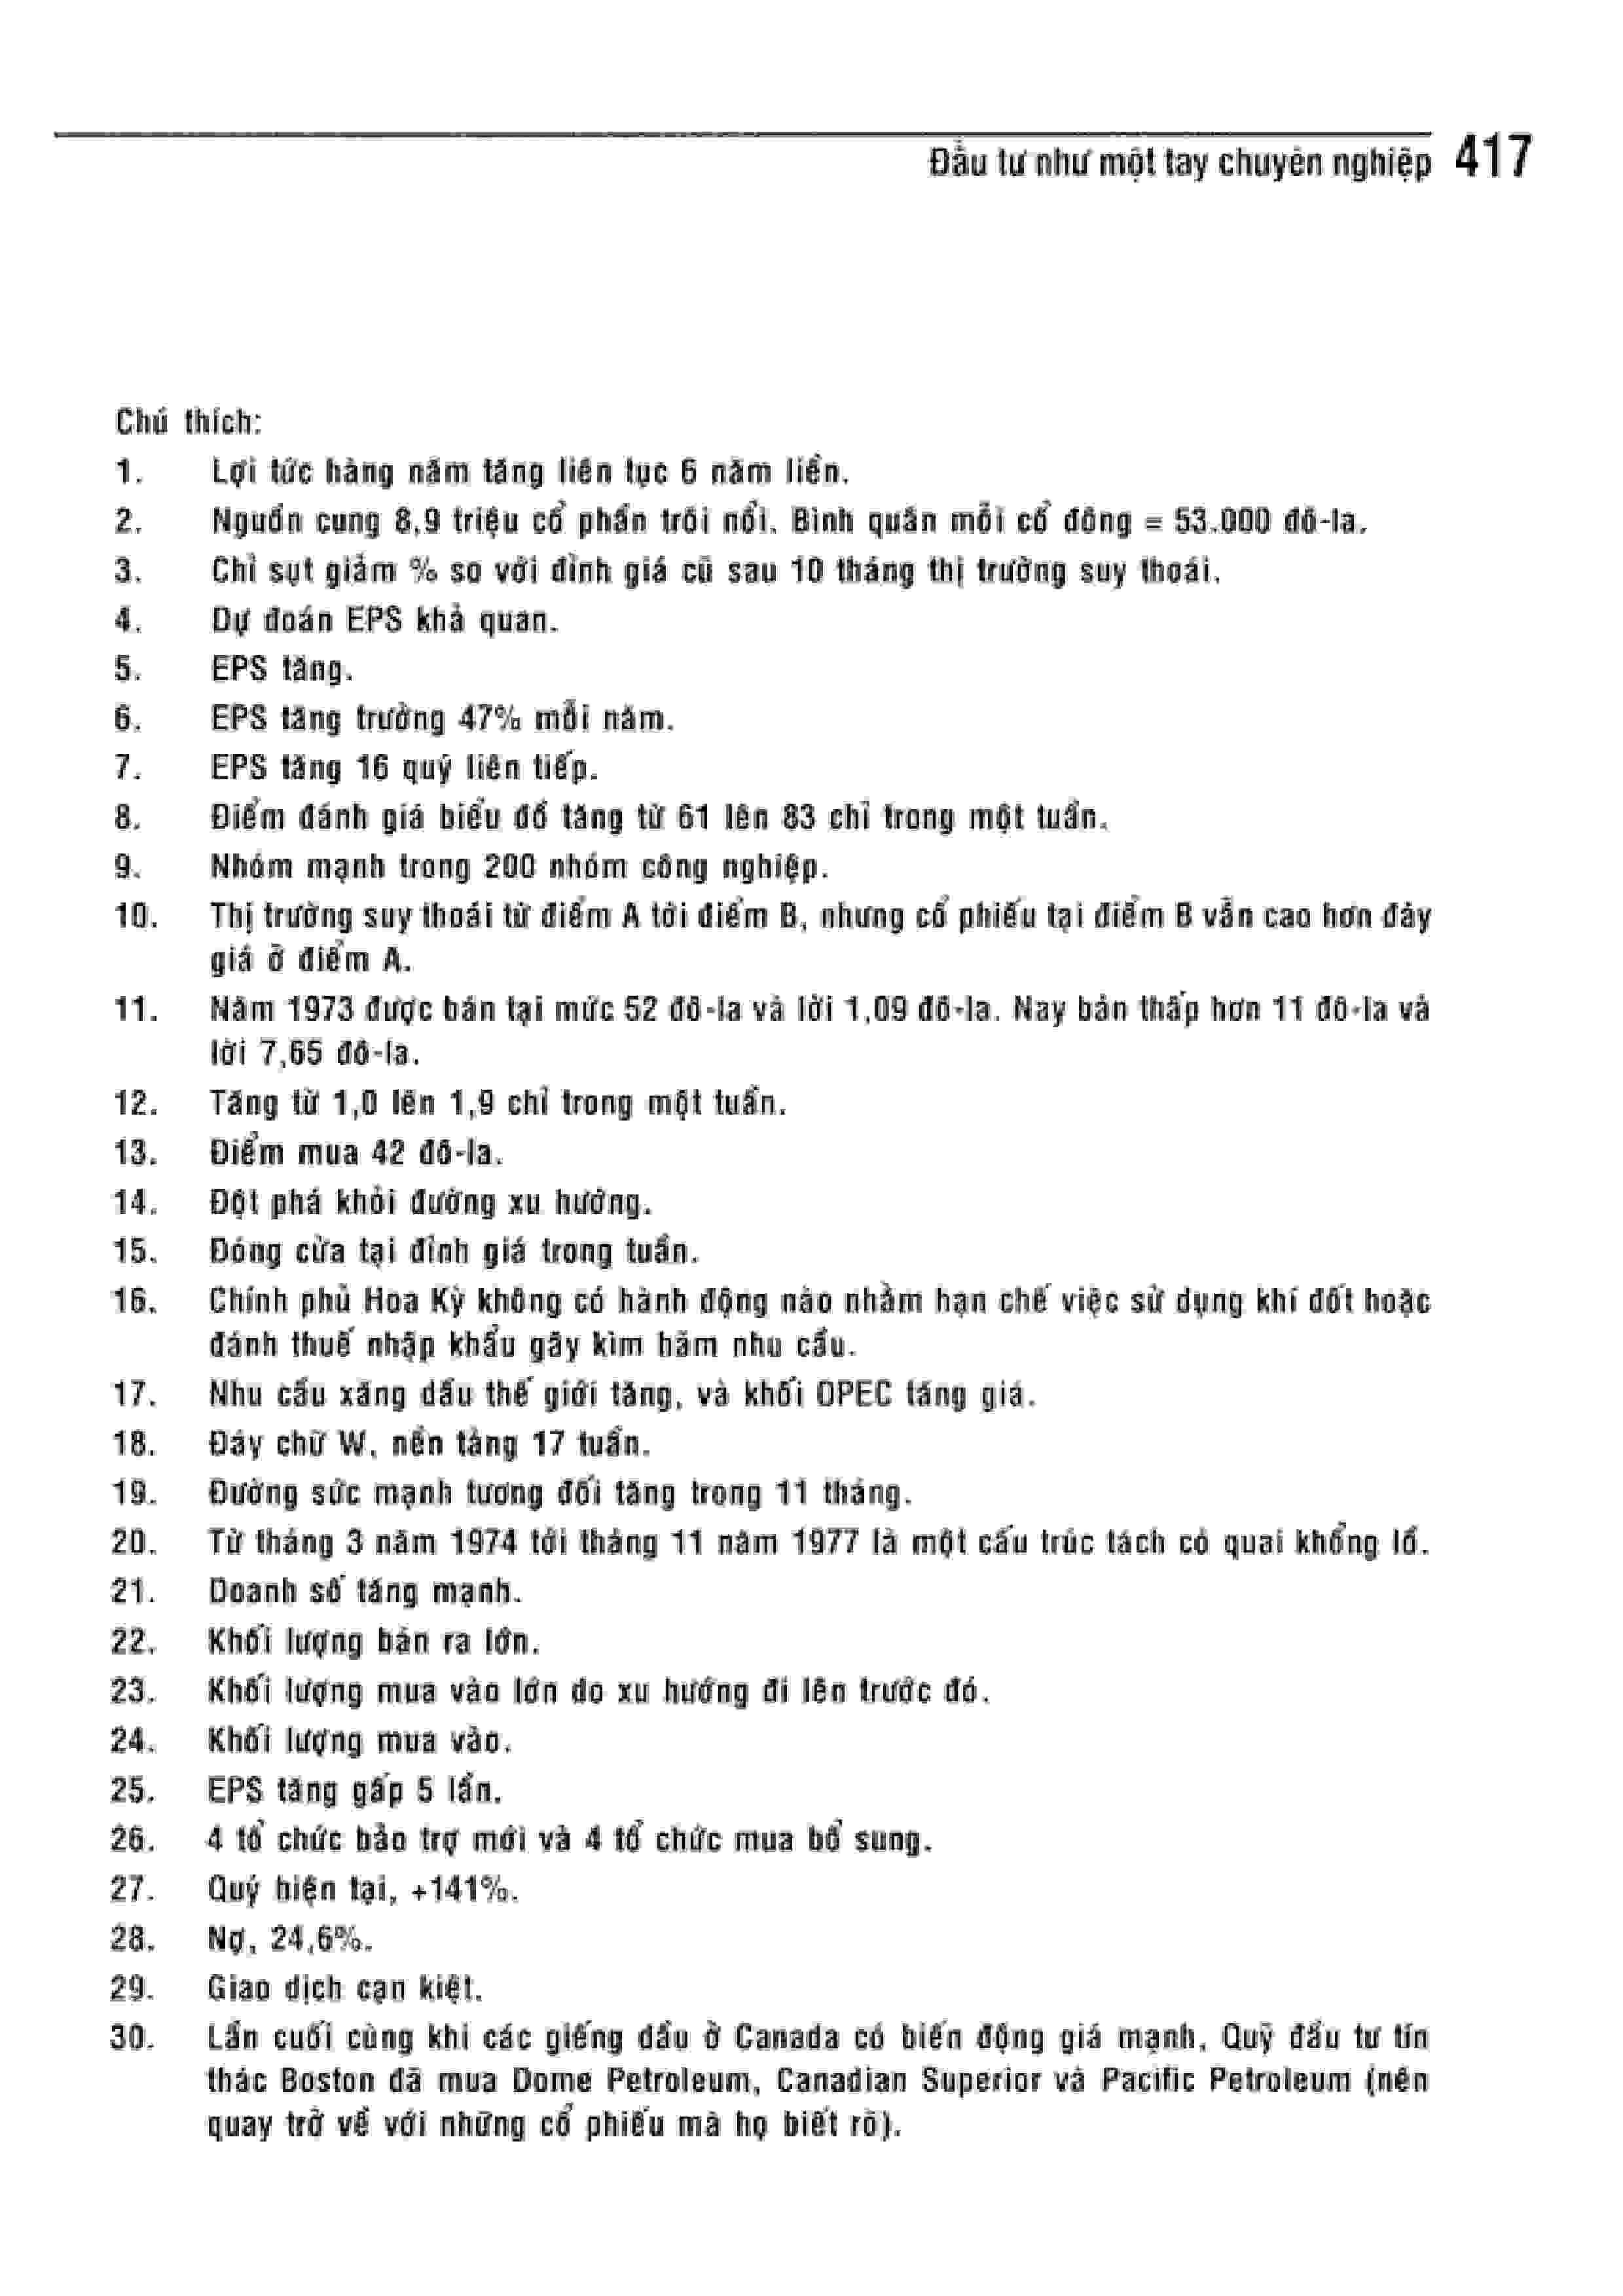 Đầu tư như một tay chuyên nghiệp 417
Chú thích:
1. Lợi tức hàng năm tăng liên tục 6 năm liền.
2. Nguồn cung 8,9 triệu cổ phần trôi nổi. Bình quân mỗi cổ đông = 53.000 đô-la.
3. Chỉ sụt giảm % so với đỉnh giá cũ sau 10 tháng thị trường suy thoái.
4. Dự đoán EPS khả quan.
5. EPS tăng.
6. EPS tăng trưởng 47% mỗi năm.
7. EPS tăng 16 quý liên tiếp.
8. Điểm đánh giá biểu đồ tăng từ 61 lên 83 chỉ trong một tuần.
9. Nhóm mạnh trong 200 nhóm công nghiệp.
10. Thị trường suy thoái từ điểm A tới điểm B, nhưng cổ phiếu tại điểm B vẫn cao hơn đáy
giá ở điểm A.
11. Năm 1973 được bán tại mức 52 đô-la và lời 1,09 đô-la. Nay bán thấp hơn 11 đô-la và
lời 7,65 đô-la.
12. Tăng từ 1,0 lên 1,9 chỉ trong một tuần.
13. Điểm mua 42 đô-la.
14. Đột phá khỏi đường xu hướng.
15. Đóng cửa tại đỉnh giá trong tuần.
16. Chính phủ Hoa Kỳ không có hành động nào nhằm hạn chế việc sử dụng khí đốt hoặc
đánh thuế nhập khẩu gây kìm hãm nhu cầu.
17. Nhu cầu xăng dầu thế giới tăng, và khối OPEC tăng giá.
18. Đáy chữ W, nền tảng 17 tuần.
19. Đường sức mạnh tương đối tăng trong 11 tháng.
20. Từ tháng 3 năm 1974 tới tháng 11 năm 1977 là một cấu trúc tách có quai khổng lồ.
21. Doanh số tăng mạnh.
22. Khối lượng bán ra lớn.
23. Khối lượng mua vào lớn do xu hướng đi lên trước đó.
24. Khối lượng mua vào.
25. EPS tăng gấp 5 lần.
26. 4 tổ chức bảo trợ mới và 4 tổ chức mua bổ sung.
27. Quý hiện tại, +141%.
28. Nợ, 24,6%.
29. Giao dịch cạn kiệt.
30. Lần cuối cùng khi các giếng dầu ở Canada có biến động giá mạnh, Quỹ đầu tư tín
thác Boston đã mua Dome Petroleum, Canadian Superior và Pacific Petroleum (nên
quay trở về với những cổ phiếu mà họ biết rõ).